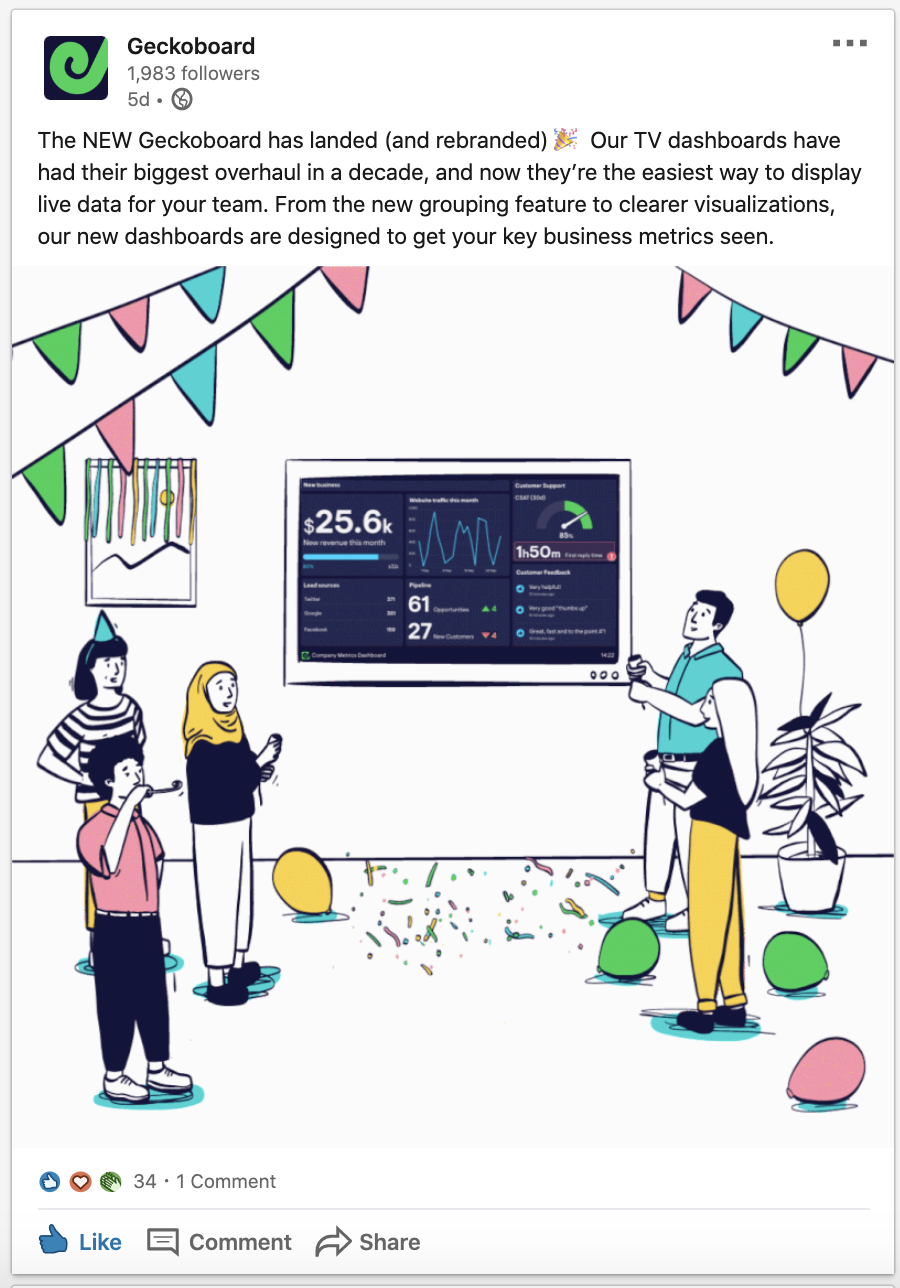 Geckoboard
1,983 followers
5d •
The NEW Geckoboard has landed (and rebranded) 🎉 Our TV dashboards have
had their biggest overhaul in a decade, and now they’re the easiest way to display
live data for your team. From the new grouping feature to clearer visualizations,
our new dashboards are designed to get your key business metrics seen.
New business
$25.6k
New revenue this month
80%
Website traffic this month
Customer Support
CSAT (30d)
85%
1h50m First reply time
Lead sources
Twitter
Google
Facebook
Pipeline
61 Opportunities ▲4
27 New Customers ▼4
Customer Feedback
Very helpful!
Very good "thumbs up"
Great, fast and to the point
Company Metrics Dashboard
14:22
34 • 1 Comment
Like
Comment
Share